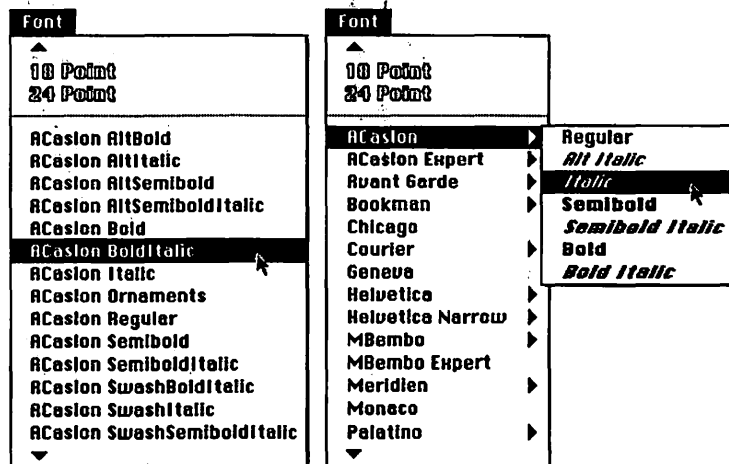 Font
18 Point
24 Point
ACaslon AltBold
ACaslon AltItalic
ACaslon AltSemibold
ACaslon AltSemiboldItalic
ACaslon Bold
ACaslon BoldItalic
ACaslon Italic
ACaslon Ornaments
ACaslon Regular
ACaslon Semibold
ACaslon SemiboldItalic
ACaslon SwashBoldItalic
ACaslon SwashItalic
ACaslon SwashSemiboldItalic
Font
18 Point
24 Point
ACaslon
ACaslon Expert
Avant Garde
Bookman
Chicago
Courier
Geneva
Helvetica
Helvetica Narrow
MBembo
MBembo Expert
Meridien
Monaco
Palatino
Regular
Alt Italic
Italic
Semibold
Semibold Italic
Bold
Bold Italic